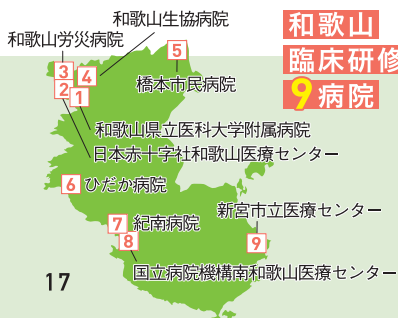 和歌山
臨床研修
9病院
和歌山生協病院
和歌山労災病院
5
3
4
橋本市民病院
2
1
和歌山県立医科大学附属病院
日本赤十字社和歌山医療センター
6
ひだか病院
新宮市立医療センター
7
紀南病院
8
9
国立病院機構南和歌山医療センター
17